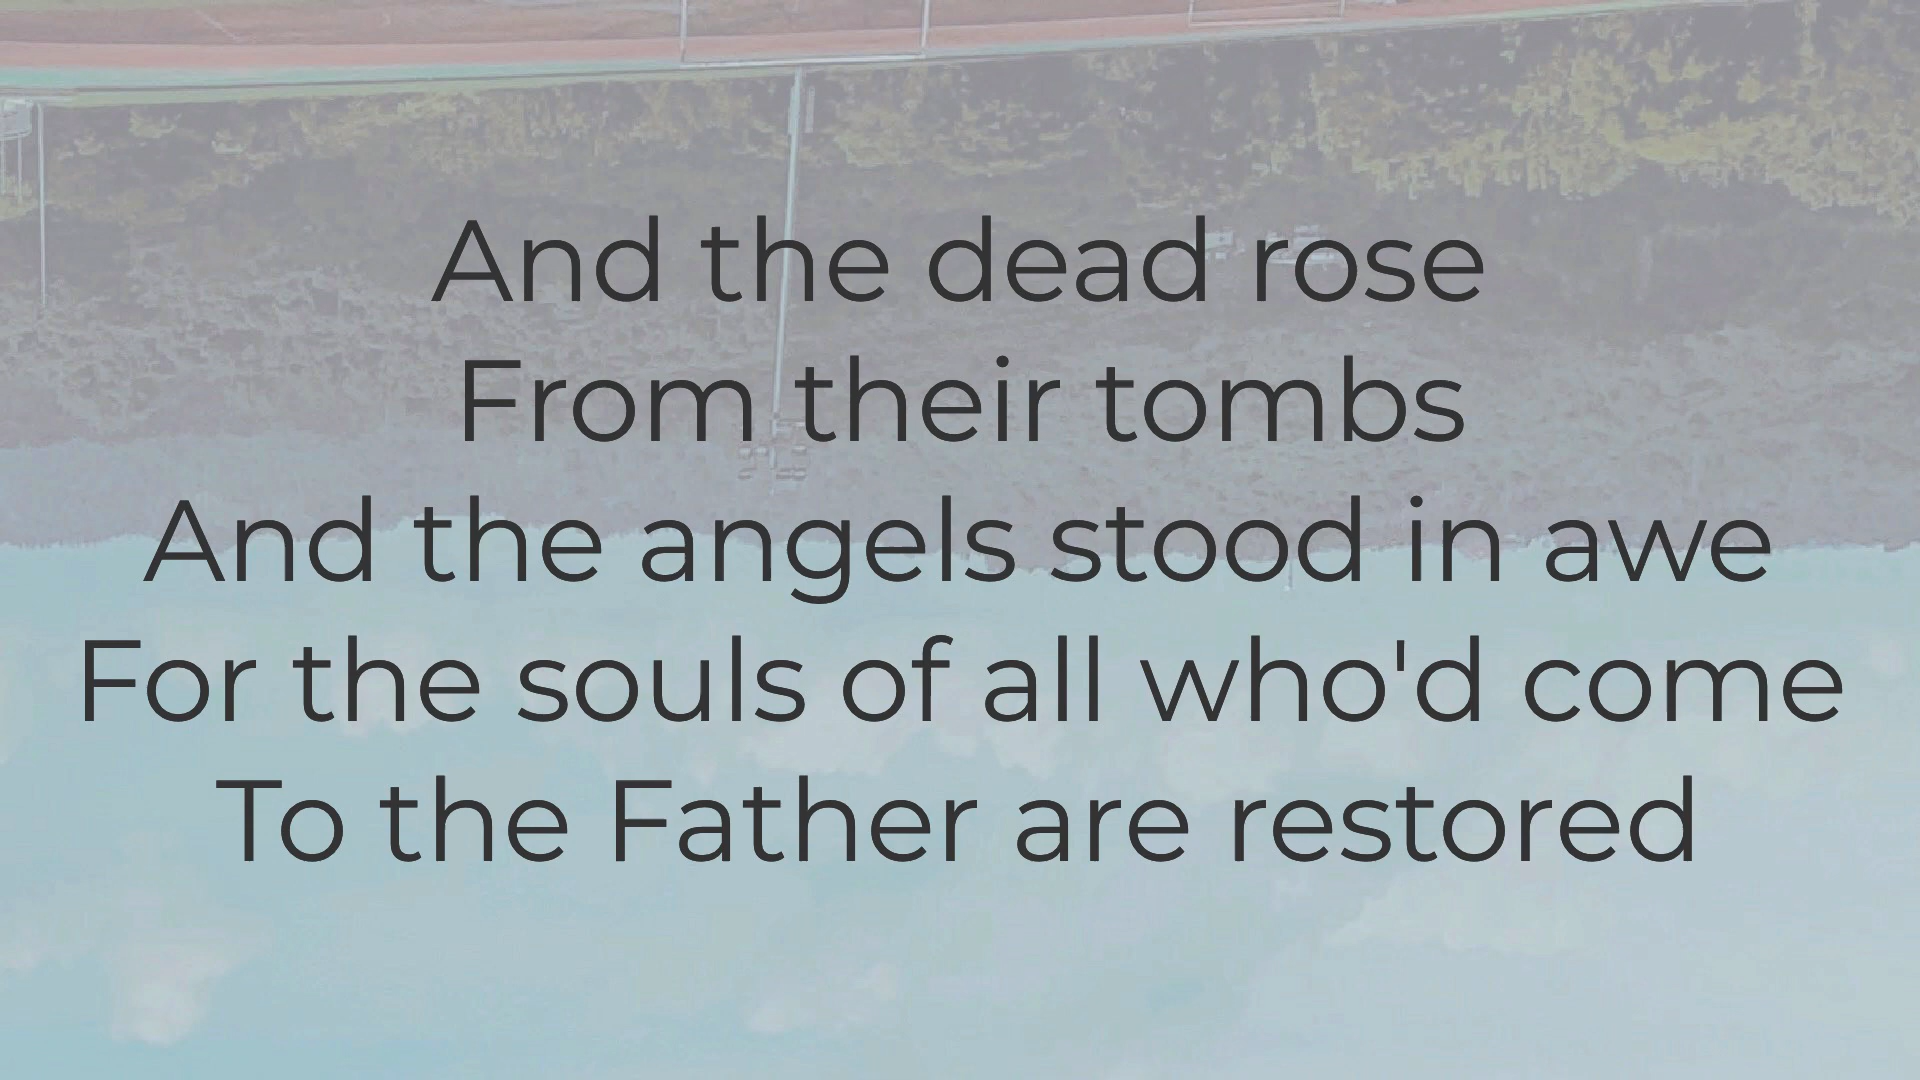 And the dead rose
From their tombs
And the angels stood in awe
For the souls of all who'd come
To the Father are restored